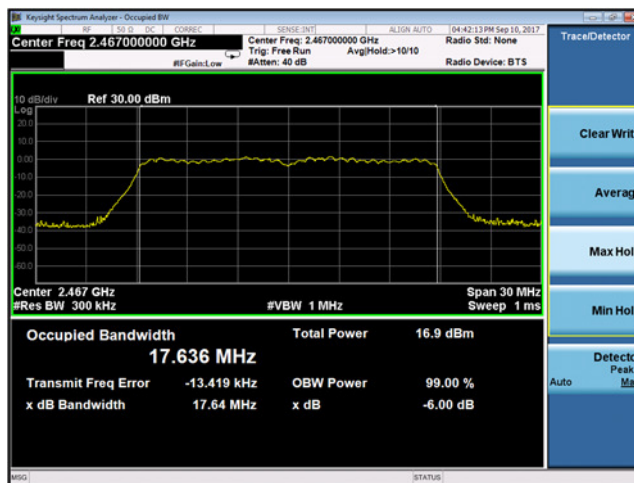 Keysight Spectrum Analyzer - Occupied BW
RF 50 Ω DC CORREC SENSE:INT ALIGN AUTO 04:42:13 PM Sep 10, 2017
Center Freq 2.467000000 GHz
Center Freq: 2.467000000 GHz
Radio Std: None
Trig: Free Run Avg|Hold:>10/10
#IFGain:Low
#Atten: 40 dB
Radio Device: BTS
10 dB/div Ref 30.00 dBm
Log
20.0
10.0
0.00
-10.0
-20.0
-30.0
-40.0
-50.0
-60.0
Center 2.467 GHz Span 30 MHz
#Res BW 300 kHz #VBW 1 MHz Sweep 1 ms
Occupied Bandwidth Total Power 16.9 dBm
17.636 MHz
Transmit Freq Error -13.419 kHz OBW Power 99.00 %
x dB Bandwidth 17.64 MHz x dB -6.00 dB
MSG STATUS
Trace/Detector
Clear Writ
Averag
Max Hol
Min Hol
Detecto
Peak
Auto Ma